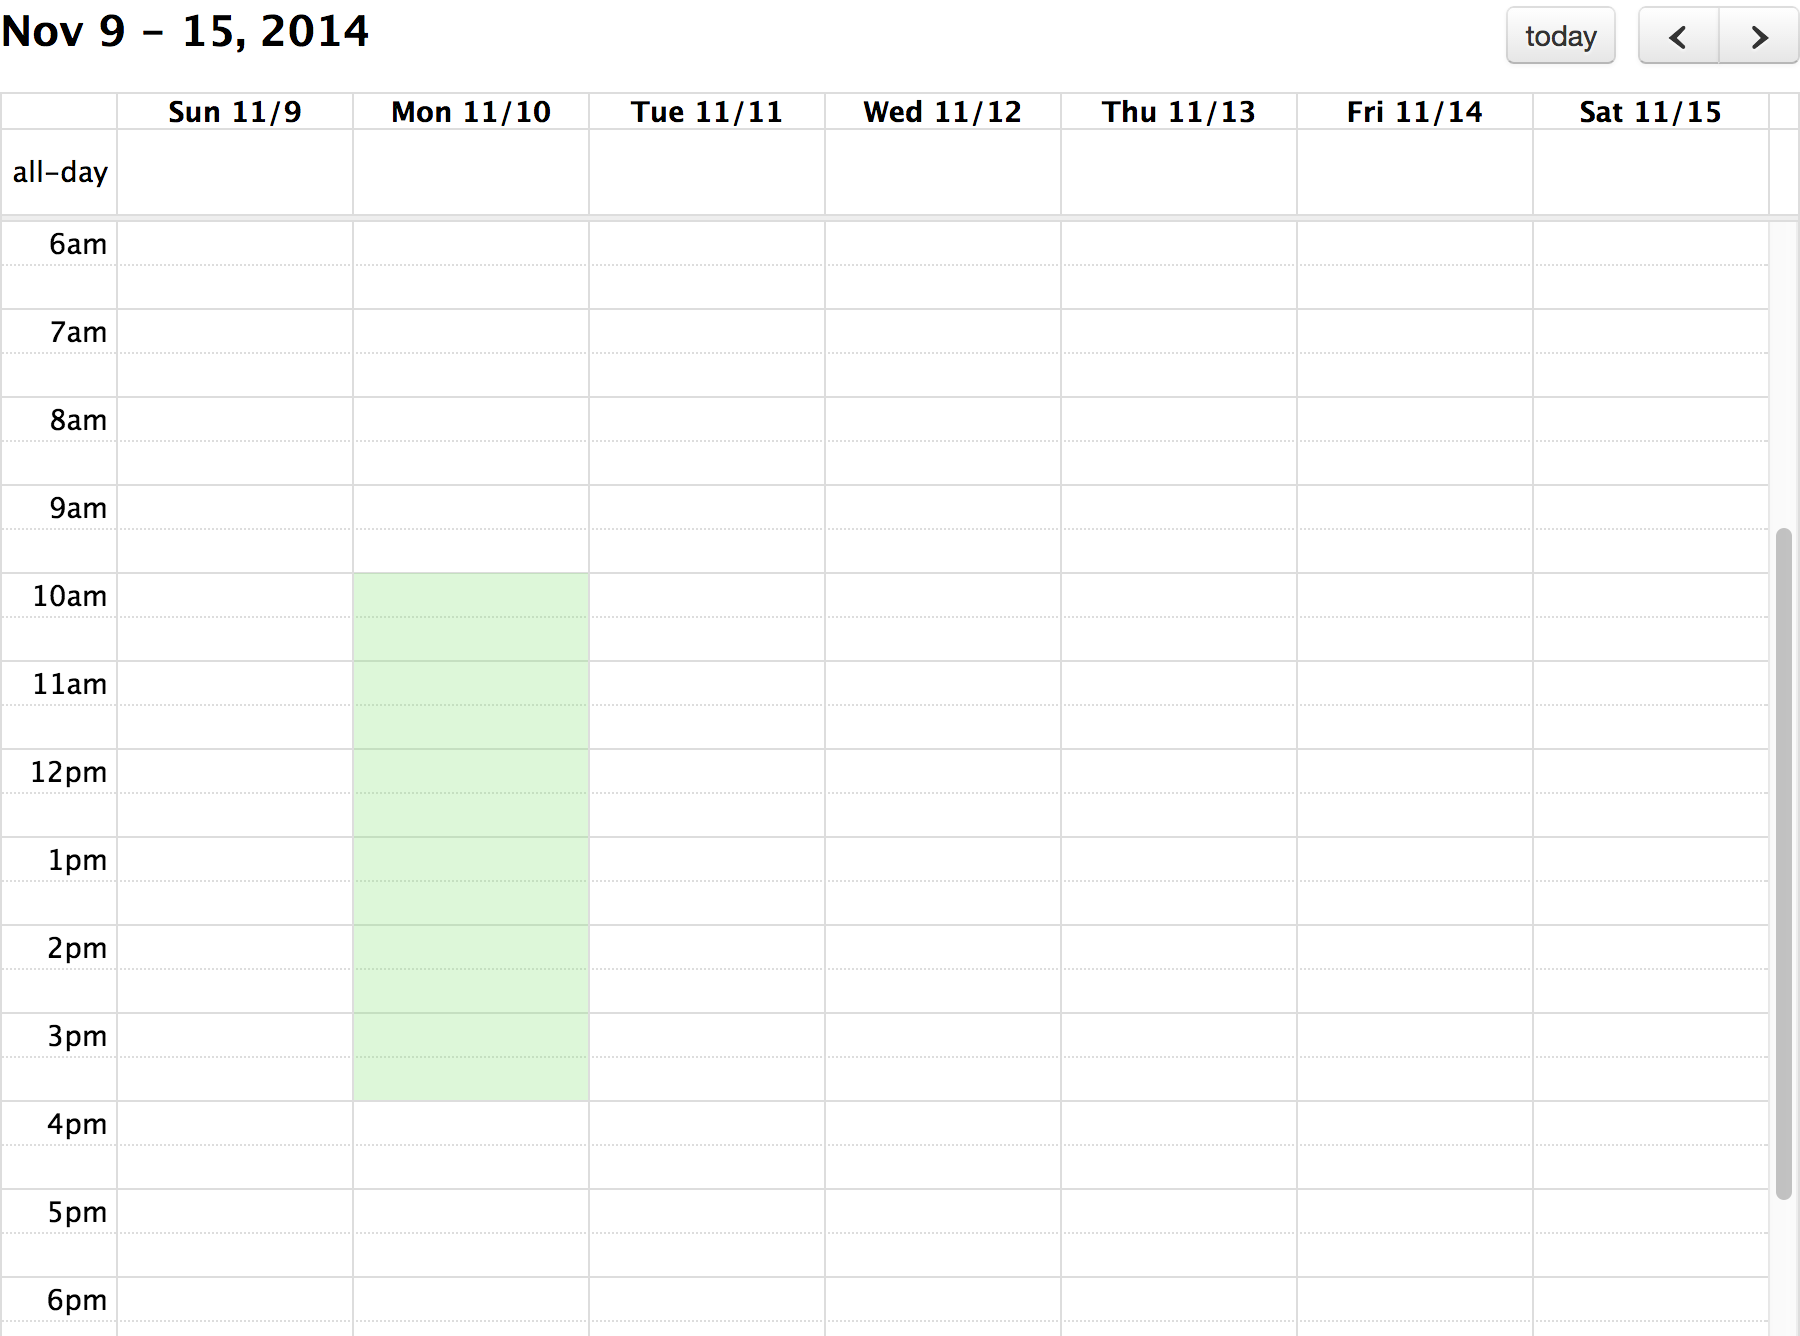 Nov 9 – 15, 2014
today
Sun 11/9 Mon 11/10 Tue 11/11 Wed 11/12 Thu 11/13 Fri 11/14 Sat 11/15
all-day
6am
7am
8am
9am
10am
11am
12pm
1pm
2pm
3pm
4pm
5pm
6pm